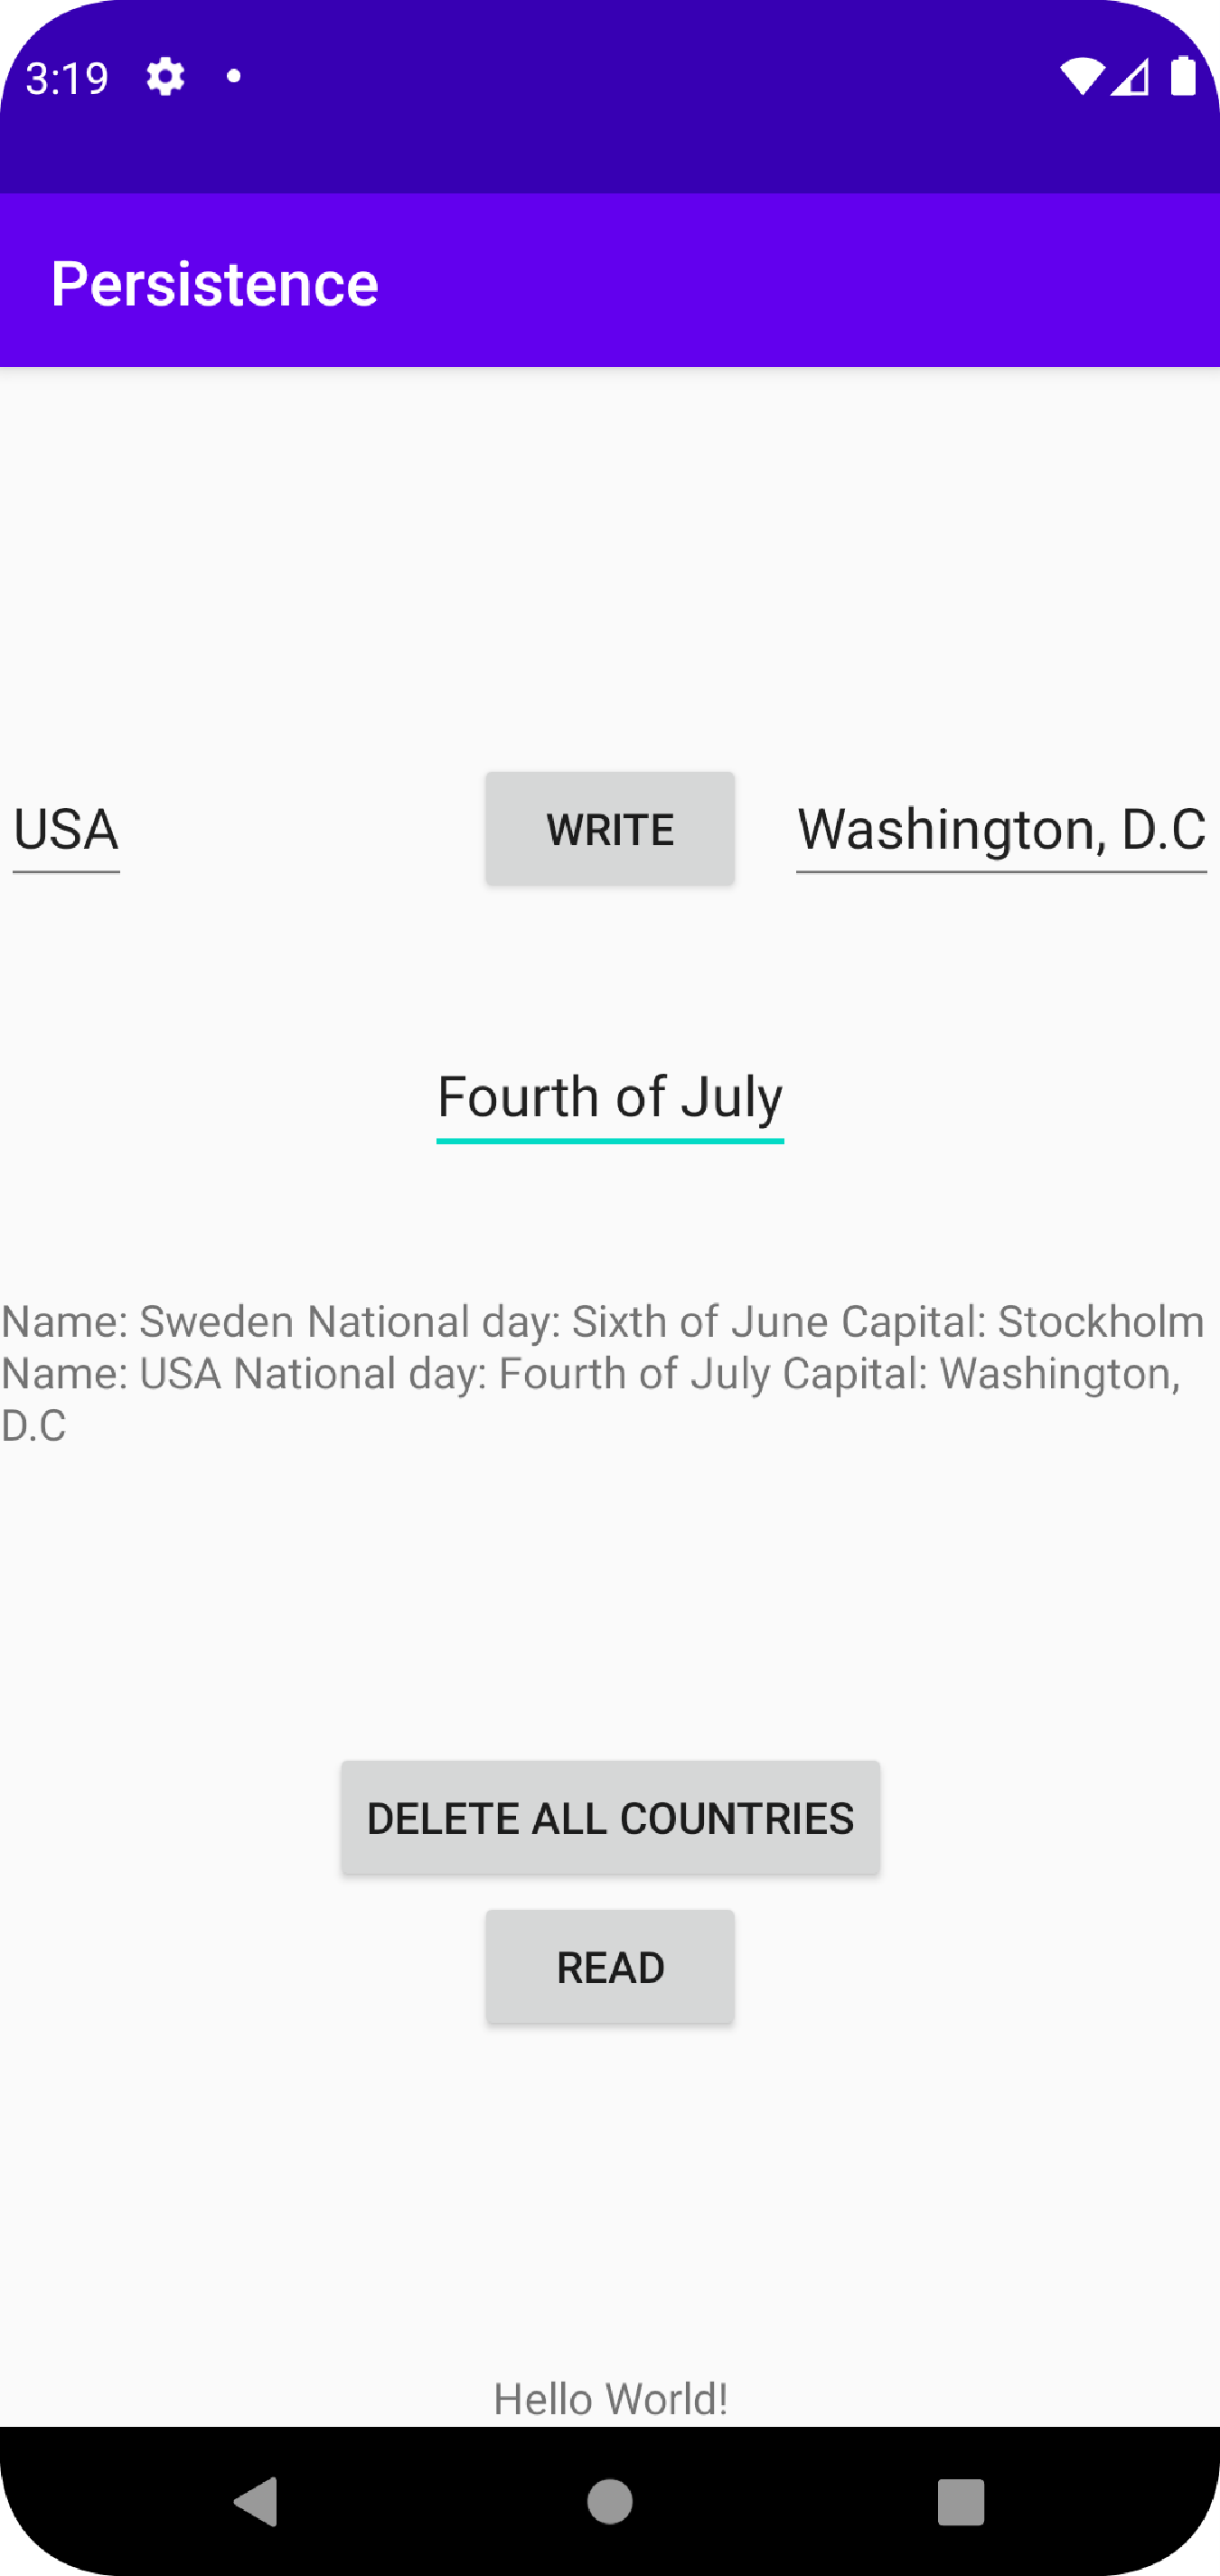 3:19
Persistence
USA
WRITE
Washington, D.C
Fourth of July
Name: Sweden National day: Sixth of June Capital: Stockholm
Name: USA National day: Fourth of July Capital: Washington,
D.C
DELETE ALL COUNTRIES
READ
Hello World!